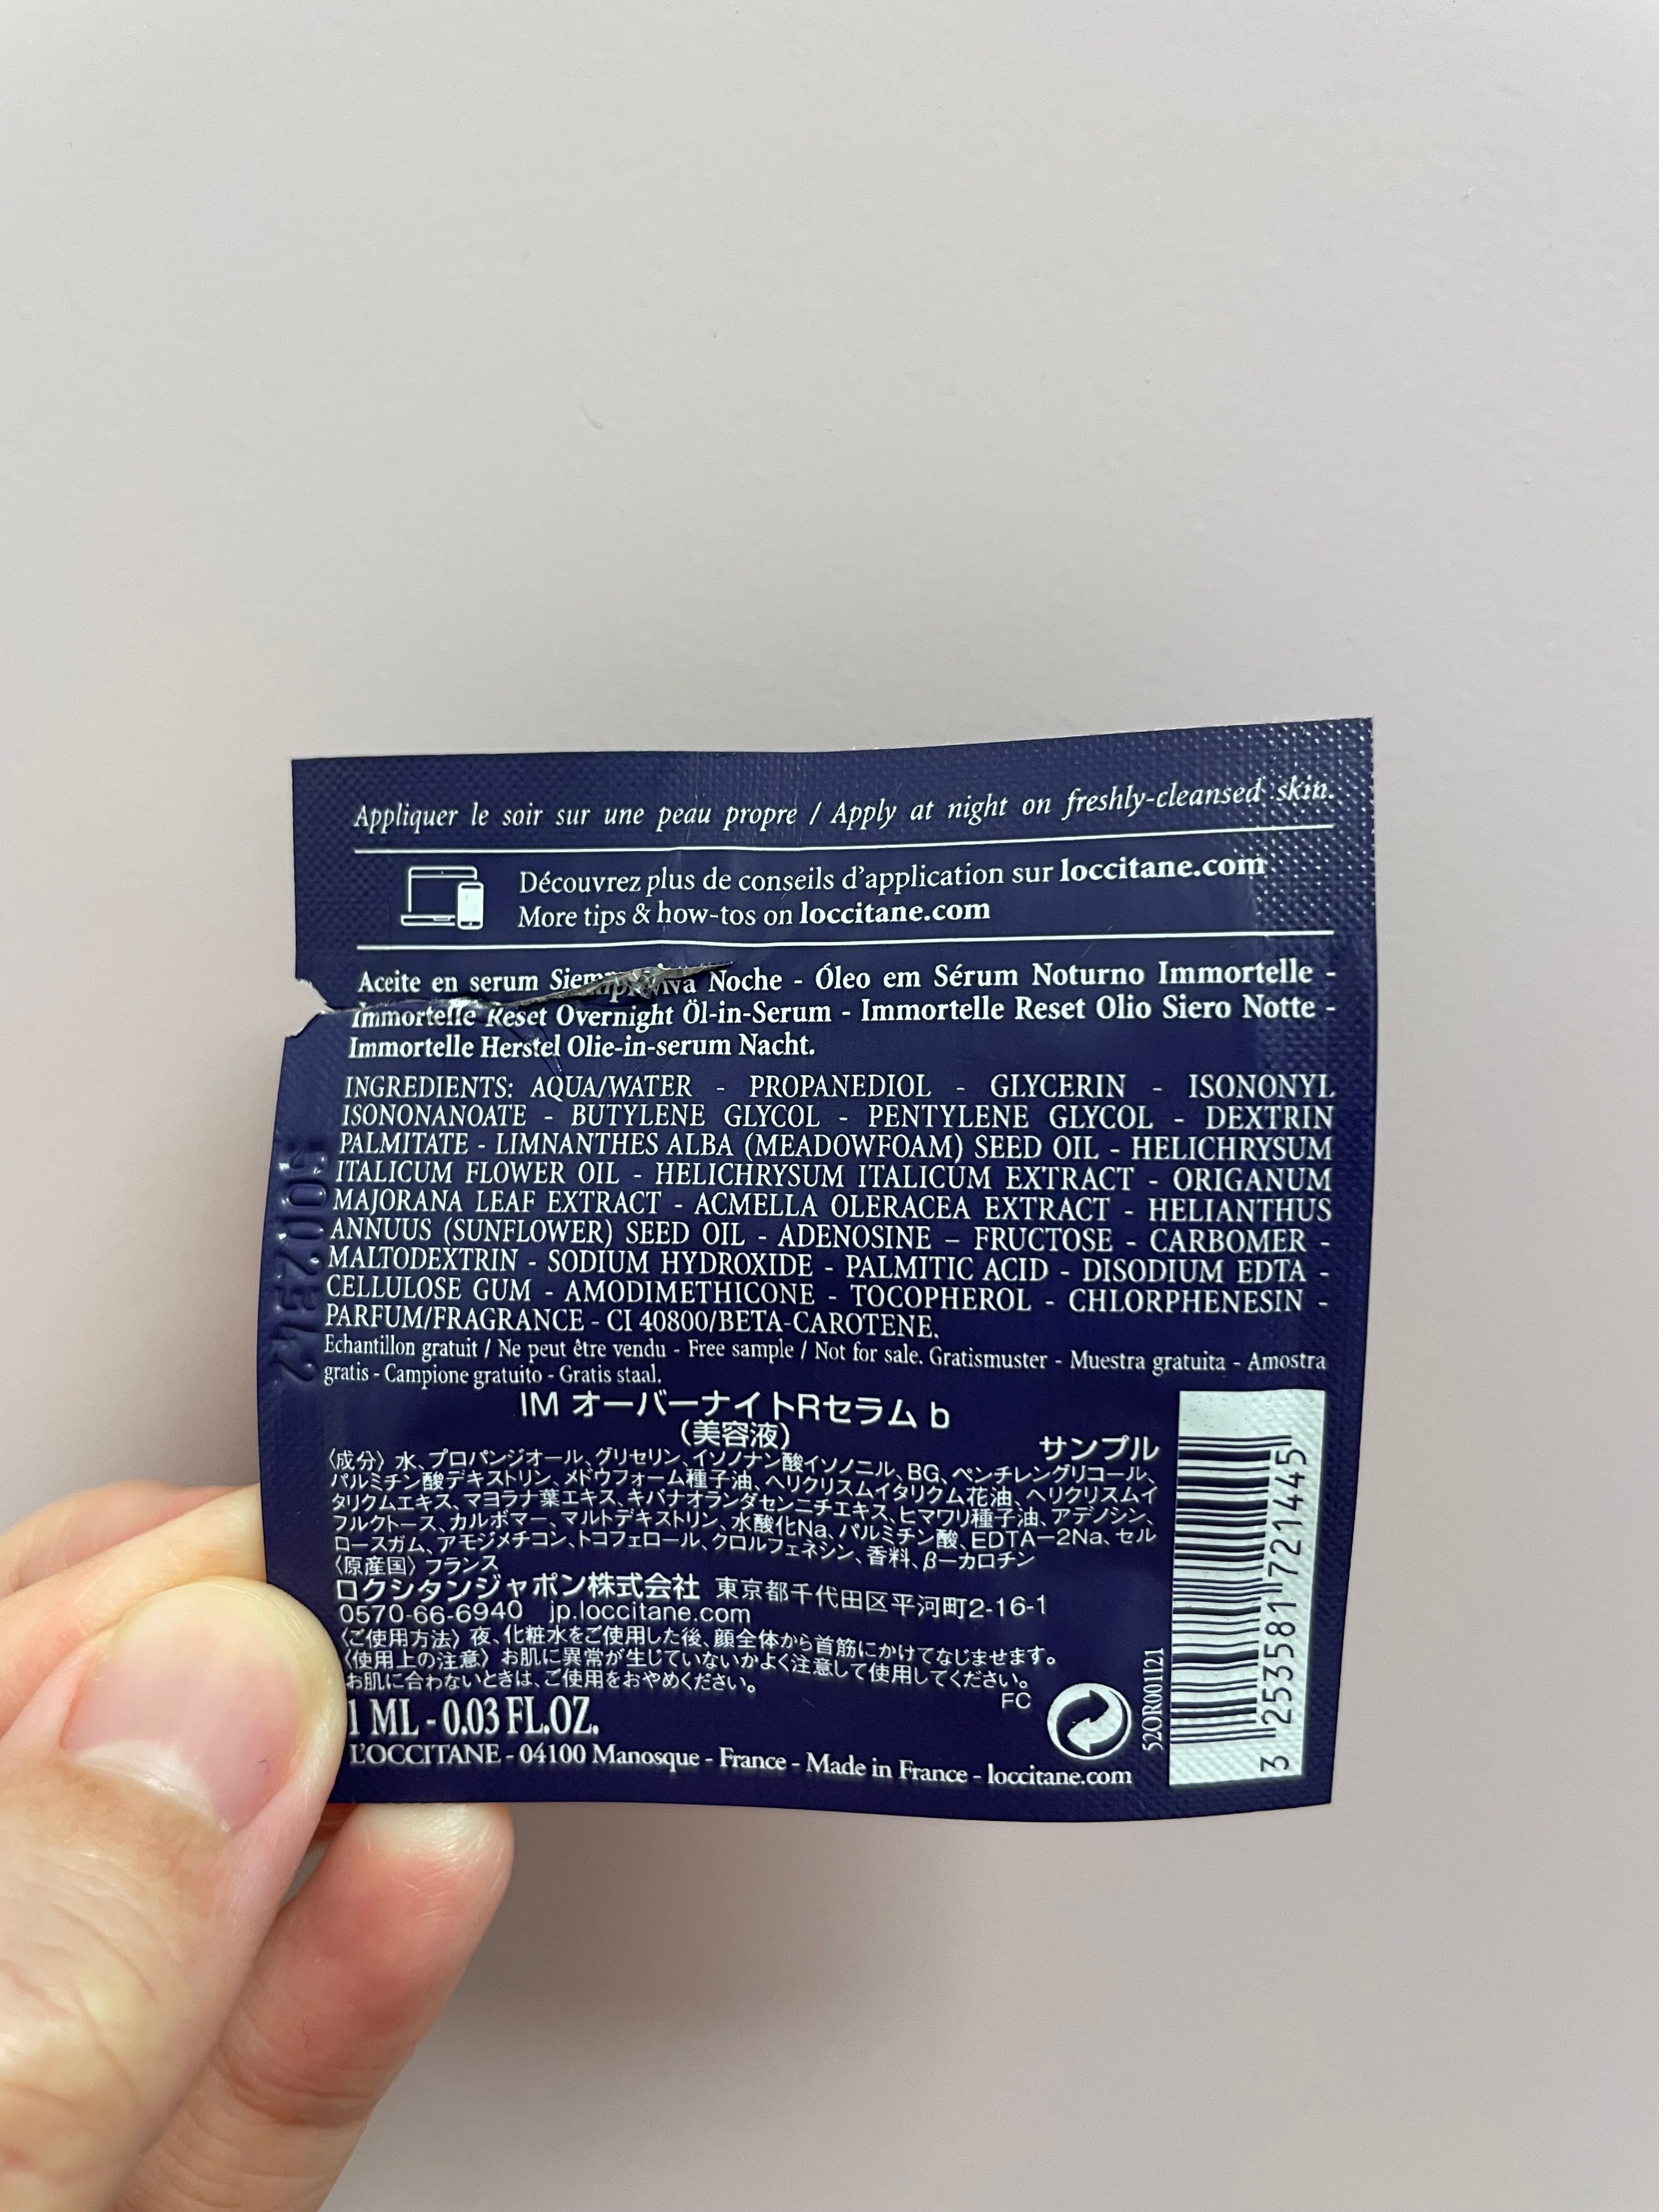 Appliquer le soir sur une peau propre / Apply at night on freshly-cleansed skin.
Découvrez plus de conseils d'application sur loccitane.com
More tips & how-tos on loccitane.com
Aceite en serum Noche - Óleo em Sérum Noturno Immortelle -
Immortelle Reset Overnight Öl-in-Serum - Immortelle Reset Olio Siero Notte -
Immortelle Herstel Olie-in-serum Nacht.
INGREDIENTS: AQUA/WATER - PROPANEDIOL - GLYCERIN - ISONONYL
ISONONANOATE - BUTYLENE GLYCOL - PENTYLENE GLYCOL - DEXTRIN
PALMITATE - LIMNANTHES ALBA (MEADOWFOAM) SEED OIL - HELICHRYSUM
ITALICUM FLOWER OIL - HELICHRYSUM ITALICUM EXTRACT - ORIGANUM
MAJORANA LEAF EXTRACT - ACMELLA OLERACEA EXTRACT - HELIANTHUS
ANNUUS (SUNFLOWER) SEED OIL - ADENOSINE – FRUCTOSE - CARBOMER -
MALTODEXTRIN - SODIUM HYDROXIDE - PALMITIC ACID - DISODIUM EDTA -
CELLULOSE GUM - AMODIMETHICONE - TOCOPHEROL - CHLORPHENESIN -
PARFUM/FRAGRANCE - CI 40800/BETA-CAROTENE.
Echantillon gratuit / Ne peut être vendu - Free sample / Not for sale. Gratismuster - Muestra gratuita - Amostra
gratis - Campione gratuito - Gratis staal.
IM オーバーナイトRセラム b
(美容液)
サンプル
〈成分〉水、プロパンジオール、グリセリン、イソノナン酸イソノニル、BG、ペンチレングリコール、
パルミチン酸デキストリン、メドウフォーム種子油、ヘリクリスムイタリクム花油、ヘリクリスムイ
タリクムエキス、マヨラナ葉エキス、キバナオランダセンニチエキス、ヒマワリ種子油、アデノシン、
フルクトース、カルボマー、マルトデキストリン、水酸化Na、パルミチン酸、EDTA－2Na、セル
ロースガム、アモジメチコン、トコフェロール、クロルフェネシン、香料、β－カロチン
〈原産国〉フランス
ロクシタンジャポン株式会社 東京都千代田区平河町2-16-1
0570-66-6940 jp.loccitane.com
〈ご使用方法〉夜、化粧水をご使用した後、顔全体から首筋にかけてなじませます。
〈使用上の注意〉お肌に異常が生じていないかよく注意して使用してください。
お肌に合わないときは、ご使用をおやめください。
FC
1 ML - 0.03 FL.OZ.
L'OCCITANE - 04100 Manosque - France - Made in France - loccitane.com
52OR001121
3 253581 721445